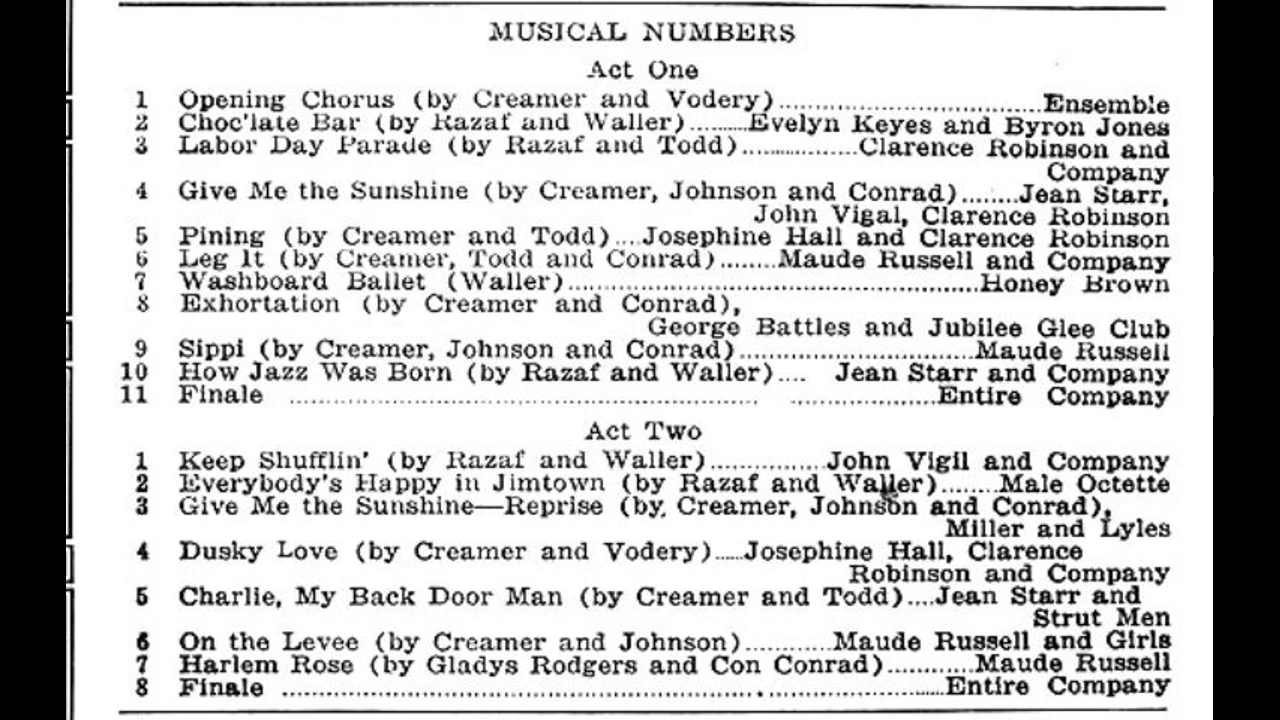 MUSICAL NUMBERS
Act One
1 Opening Chorus (by Creamer and Vodery)..................................Ensemble
2 Choc'late Bar (by Razaf and Waller).........Evelyn Keyes and Byron Jones
3 Labor Day Parade (by Razaf and Todd)...............Clarence Robinson and
Company
4 Give Me the Sunshine (by Creamer, Johnson and Conrad)........Jean Starr,
John Vigal, Clarence Robinson
5 Pining (by Creamer and Todd)....Josephine Hall and Clarence Robinson
6 Leg It (by Creamer, Todd and Conrad)........Maude Russell and Company
7 Washboard Ballet (Waller)....................................................Honey Brown
8 Exhortation (by Creamer and Conrad),
George Battles and Jubilee Glee Club
9 Sippi (by Creamer, Johnson and Conrad)..............................Maude Russell
10 How Jazz Was Born (by Razaf and Waller).... Jean Starr and Company
11 Finale ............................................................ ...................Entire Company
Act Two
1 Keep Shufflin' (by Razaf and Waller)...............John Vigil and Company
2 Everybody's Happy in Jimtown (by Razaf and Waller).......Male Octette
3 Give Me the Sunshine—Reprise (by, Creamer, Johnson and Conrad),
Miller and Lyles
4 Dusky Love (by Creamer and Vodery)......Josephine Hall, Clarence
Robinson and Company
5 Charlie, My Back Door Man (by Creamer and Todd)....Jean Starr and
Strut Men
6 On the Levee (by Creamer and Johnson)...........Maude Russell and Girls
7 Harlem Rose (by Gladys Rodgers and Con Conrad)...........Maude Russell
8 Finale ....................................................................................Entire Company